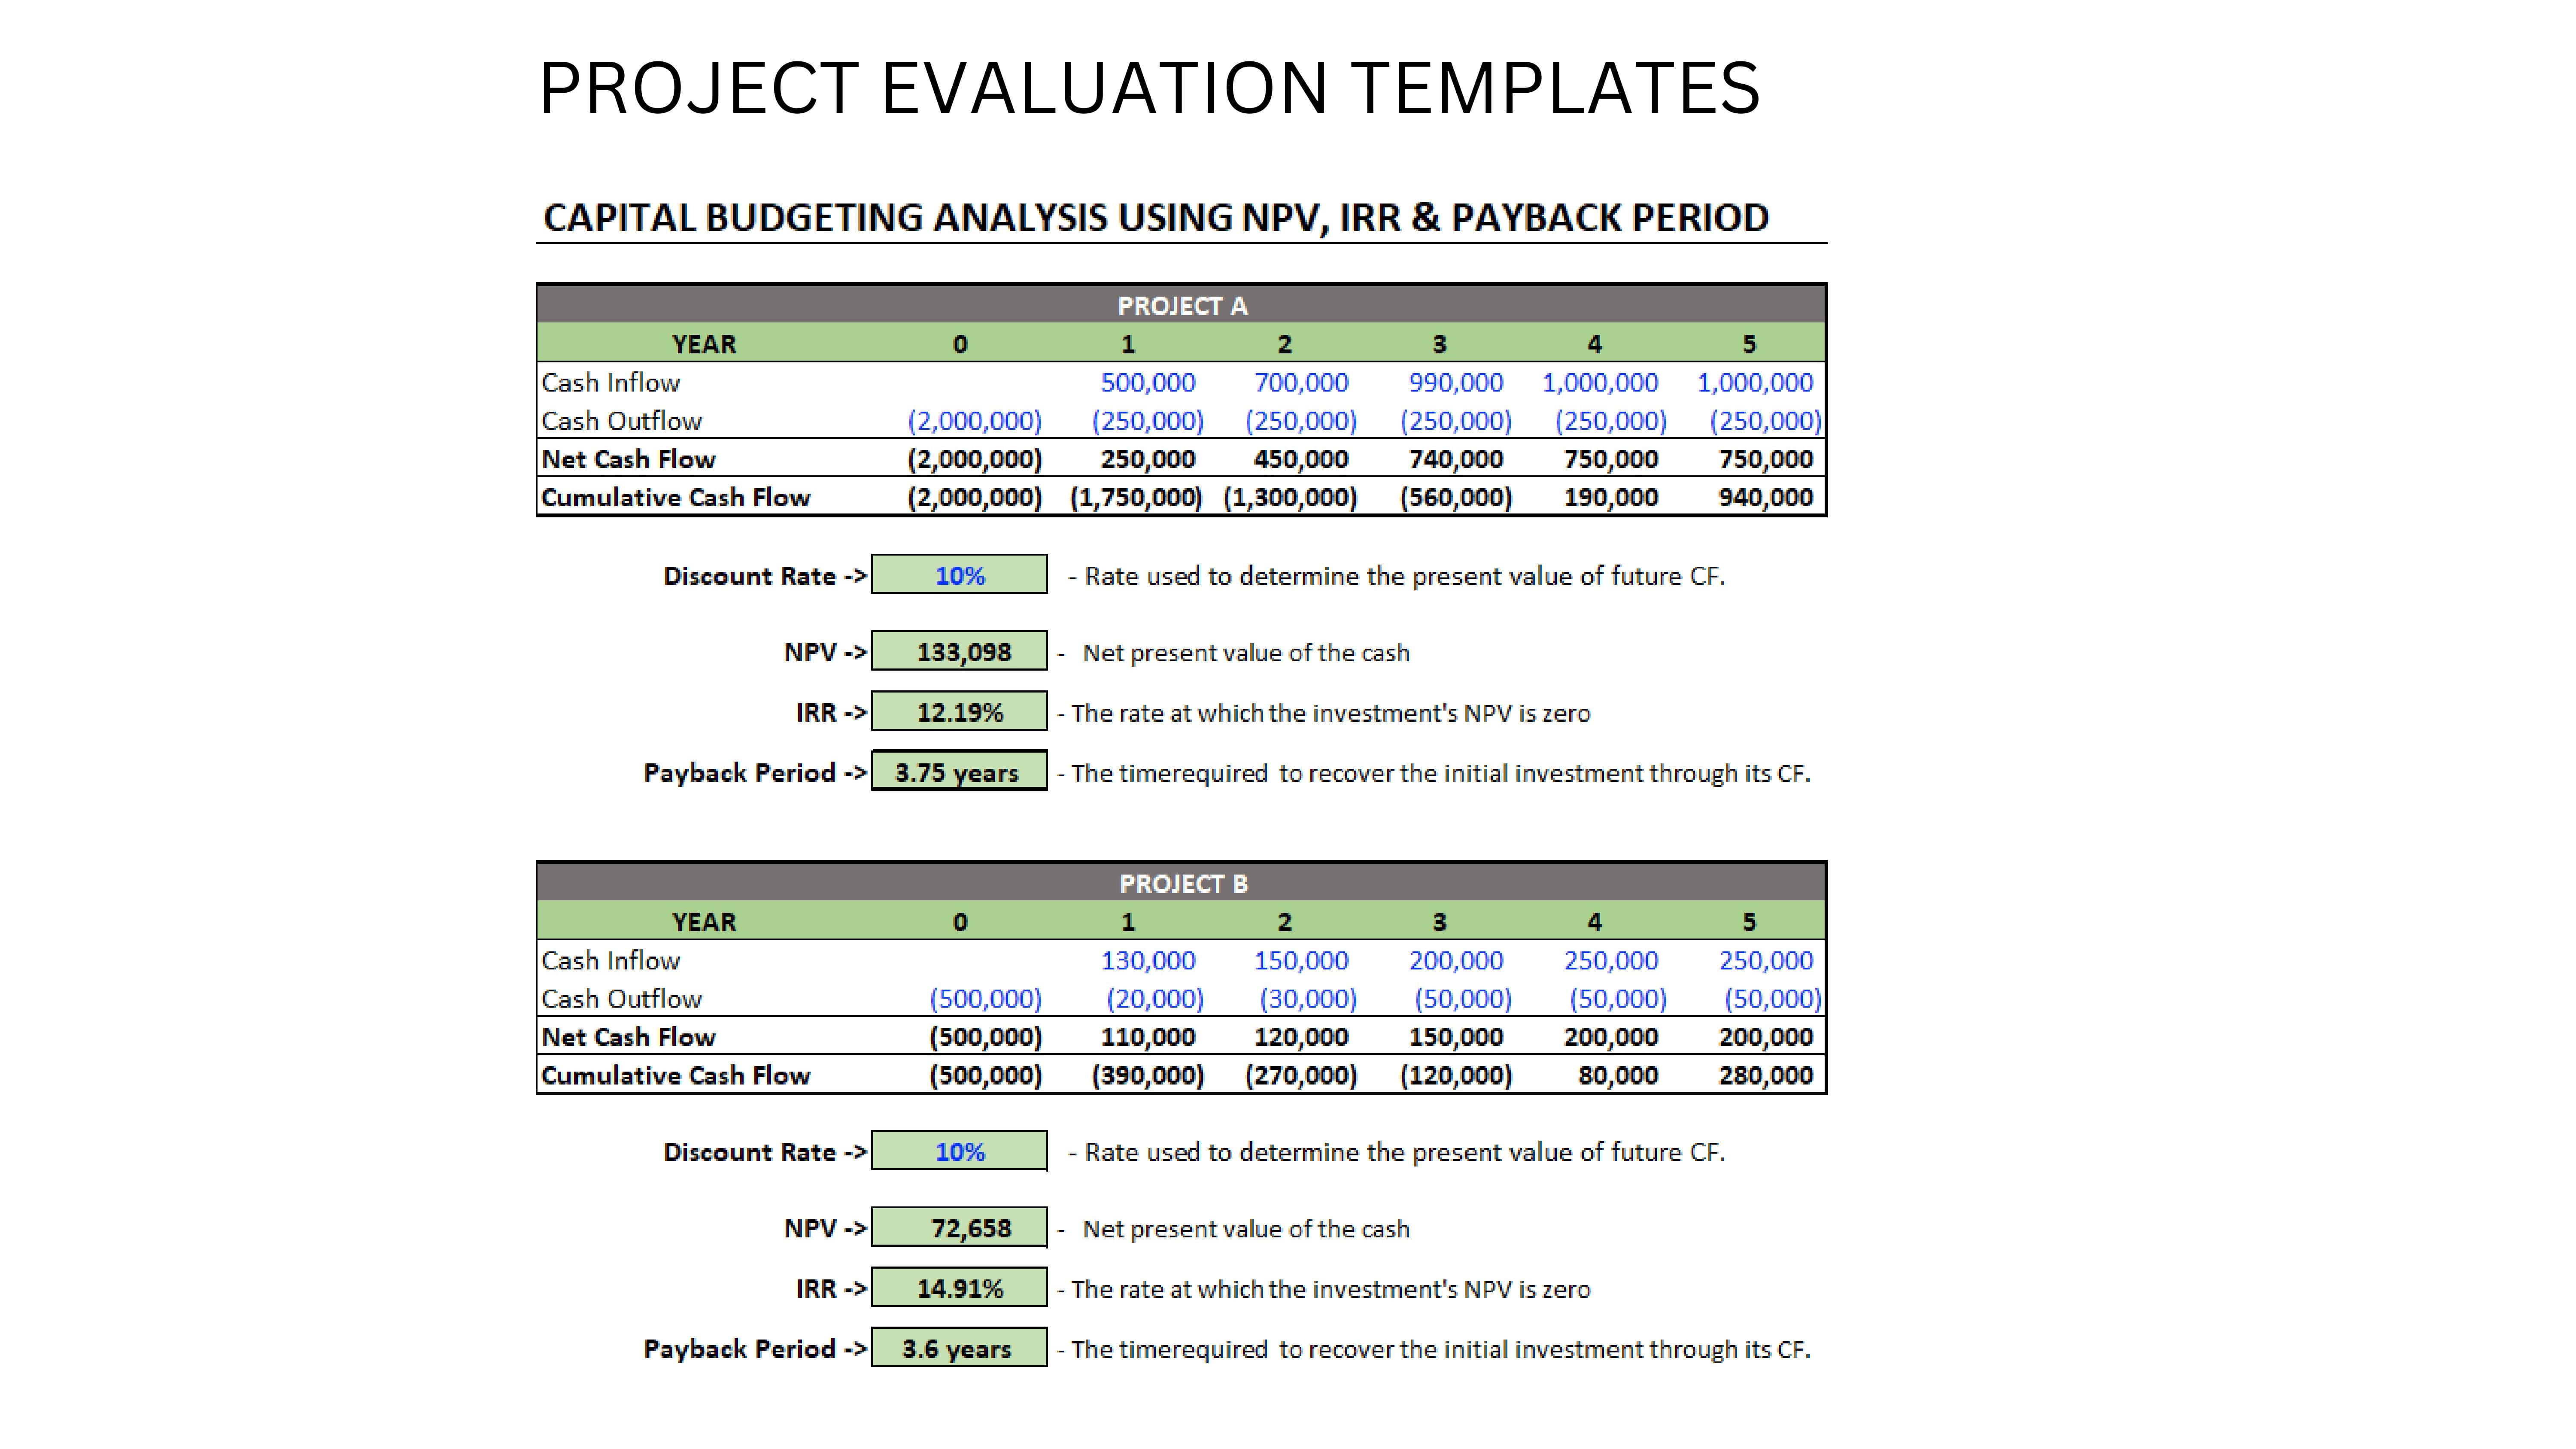 PROJECT EVALUATION TEMPLATES
CAPITAL BUDGETING ANALYSIS USING NPV, IRR & PAYBACK PERIOD
PROJECT A
YEAR 0 1 2 3 4 5
Cash Inflow 500,000 700,000 990,000 1,000,000 1,000,000
Cash Outflow (2,000,000) (250,000) (250,000) (250,000) (250,000) (250,000)
Net Cash Flow (2,000,000) 250,000 450,000 740,000 750,000 750,000
Cumulative Cash Flow (2,000,000) (1,750,000) (1,300,000) (560,000) 190,000 940,000
Discount Rate -> 10% - Rate used to determine the present value of future CF.
NPV -> 133,098 - Net present value of the cash
IRR -> 12.19% - The rate at which the investment's NPV is zero
Payback Period -> 3.75 years - The timerequired to recover the initial investment through its CF.
PROJECT B
YEAR 0 1 2 3 4 5
Cash Inflow 130,000 150,000 200,000 250,000 250,000
Cash Outflow (500,000) (20,000) (30,000) (50,000) (50,000) (50,000)
Net Cash Flow (500,000) 110,000 120,000 150,000 200,000 200,000
Cumulative Cash Flow (500,000) (390,000) (270,000) (120,000) 80,000 280,000
Discount Rate -> 10% - Rate used to determine the present value of future CF.
NPV -> 72,658 - Net present value of the cash
IRR -> 14.91% - The rate at which the investment's NPV is zero
Payback Period -> 3.6 years - The timerequired to recover the initial investment through its CF.